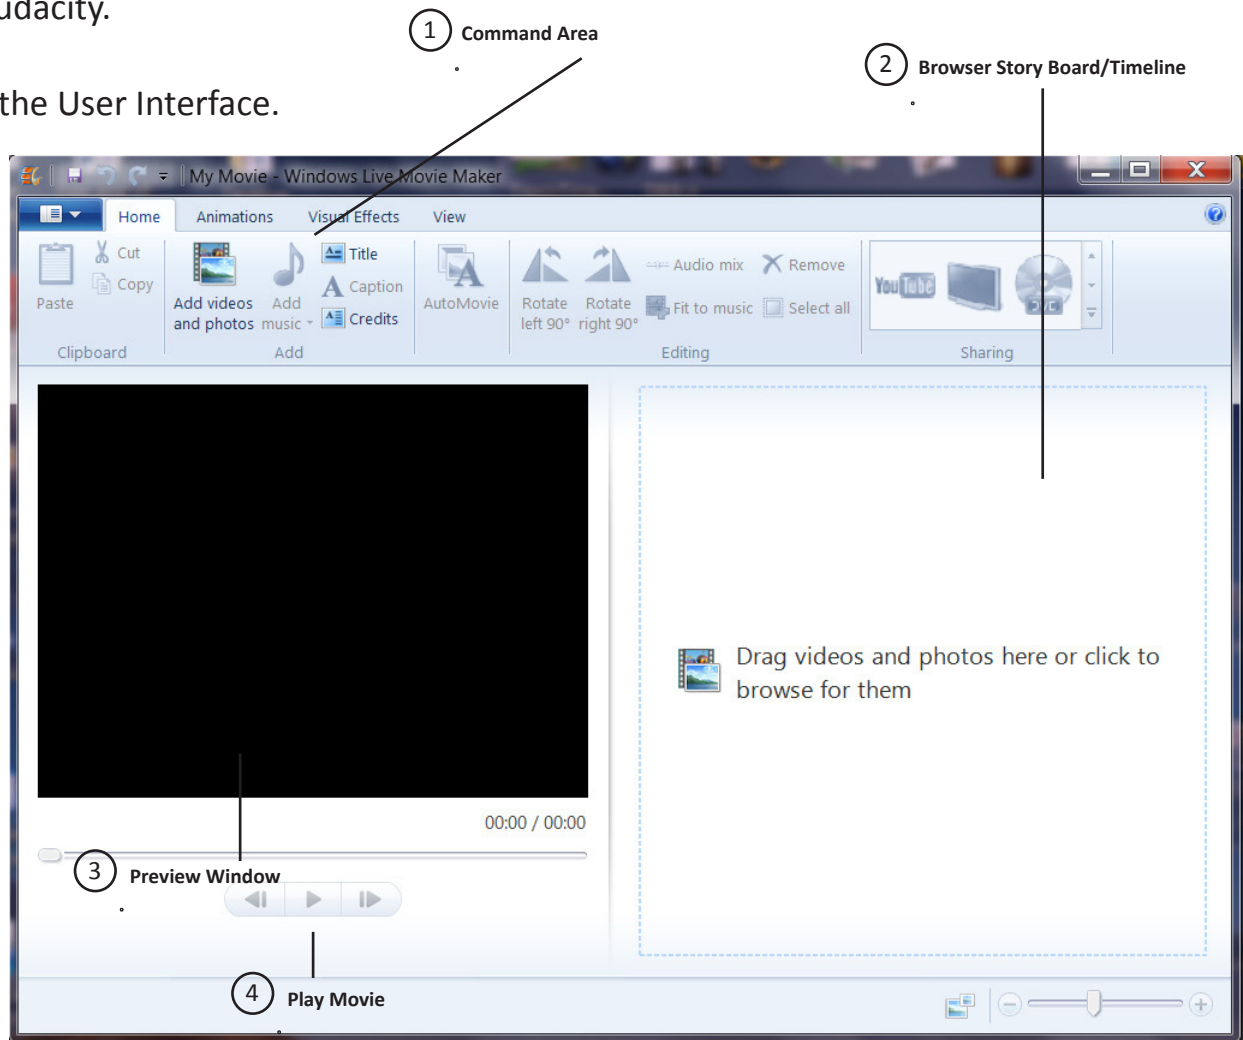 udacity.
1 Command Area
2 Browser Story Board/Timeline
the User Interface.
My Movie - Windows Live Movie Maker
Home Animations Visual Effects View
Paste
Cut
Copy
Clipboard
Add videos and photos
Add music
Title
Caption
Credits
Add
AutoMovie
Rotate left 90°
Rotate right 90°
Audio mix
Remove
Fit to music
Select all
Editing
YouTube
DVD
Sharing
Drag videos and photos here or click to
browse for them
00:00 / 00:00
3 Preview Window
4 Play Movie